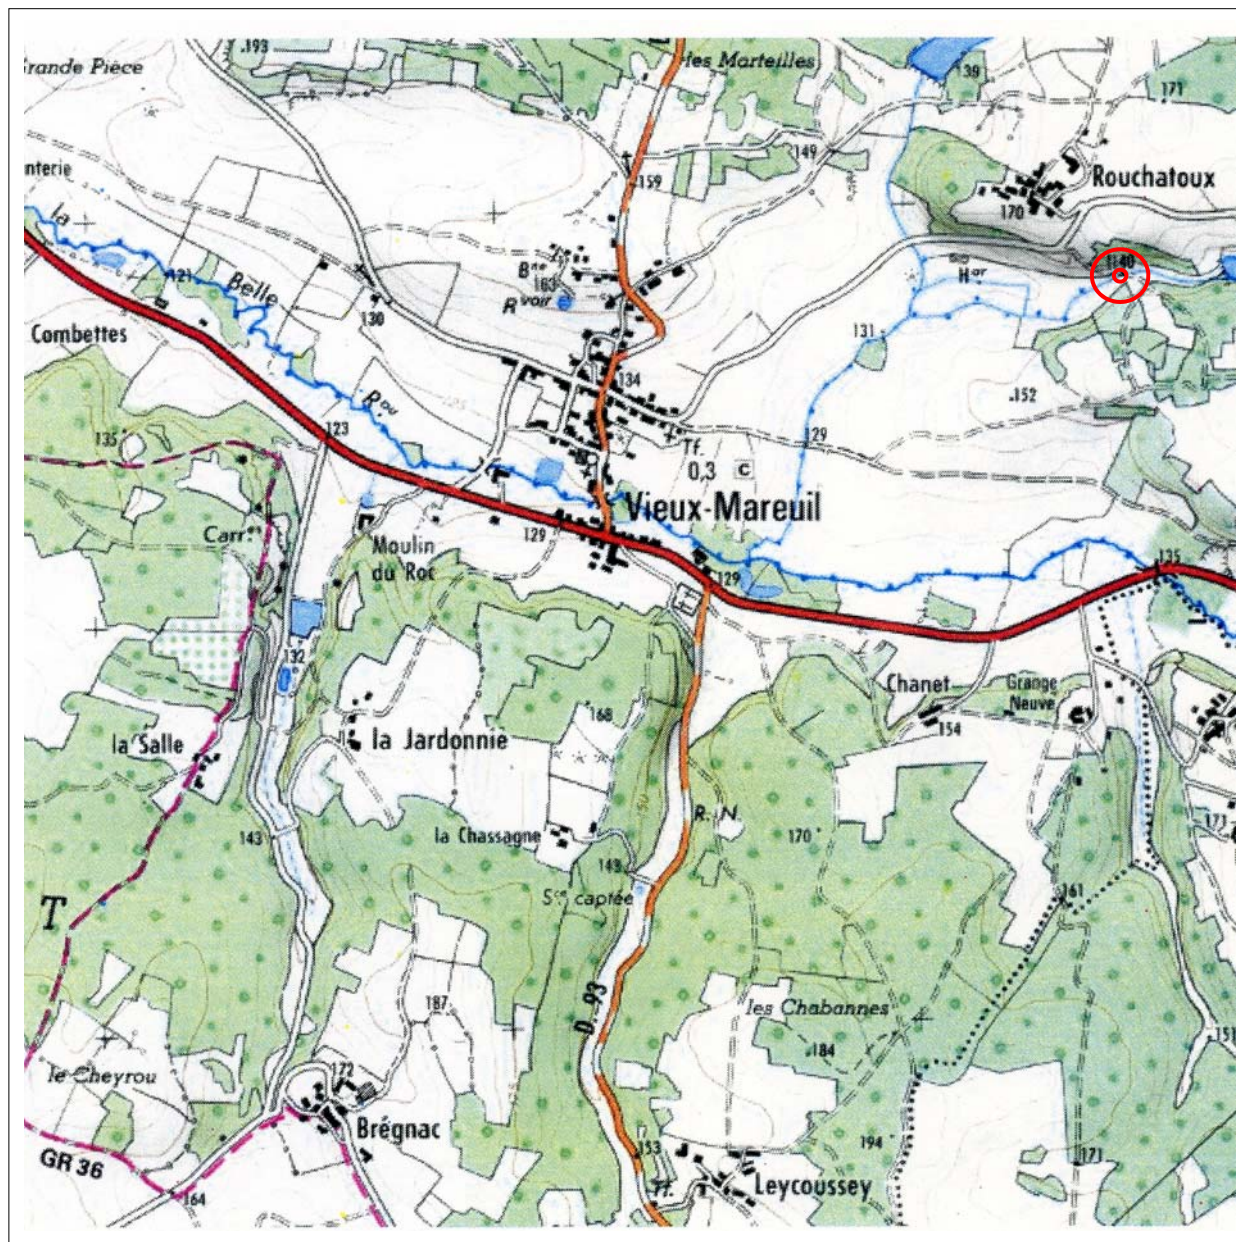 193
Grande Pièce
les Marteilles
139
171
149
nterie
159
Rouchatoux
170
la
Belle
Bne
163
Rvoir
Hor
140
121
130
Combettes
131
134
152
Rau
135
123
129
Tf.
0,3
C
Vieux-Mareuil
Carr.
129
Moulin
du Roc
129
135
132
Chanet
Grange
Neuve
168
154
la Salle
la Jardonnie
R. N.
143
la Chassagne
170
171
143
Sce captée
161
T
D. 93
187
les Chabannes
184
151
le Cheyrou
172
Brégnac
194
GR 36
153
171
164
Tf.
Leycoussey